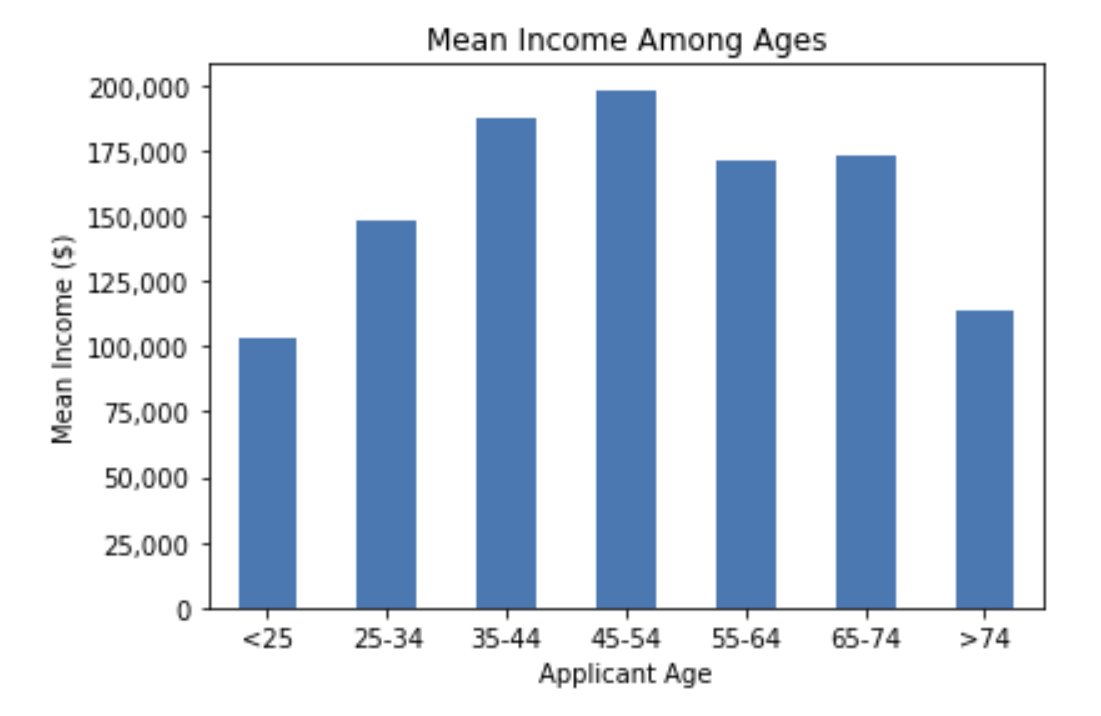 Mean Income Among Ages
Mean Income ($)
200,000
175,000
150,000
125,000
100,000
75,000
50,000
25,000
0
<25 25-34 35-44 45-54 55-64 65-74 >74
Applicant Age